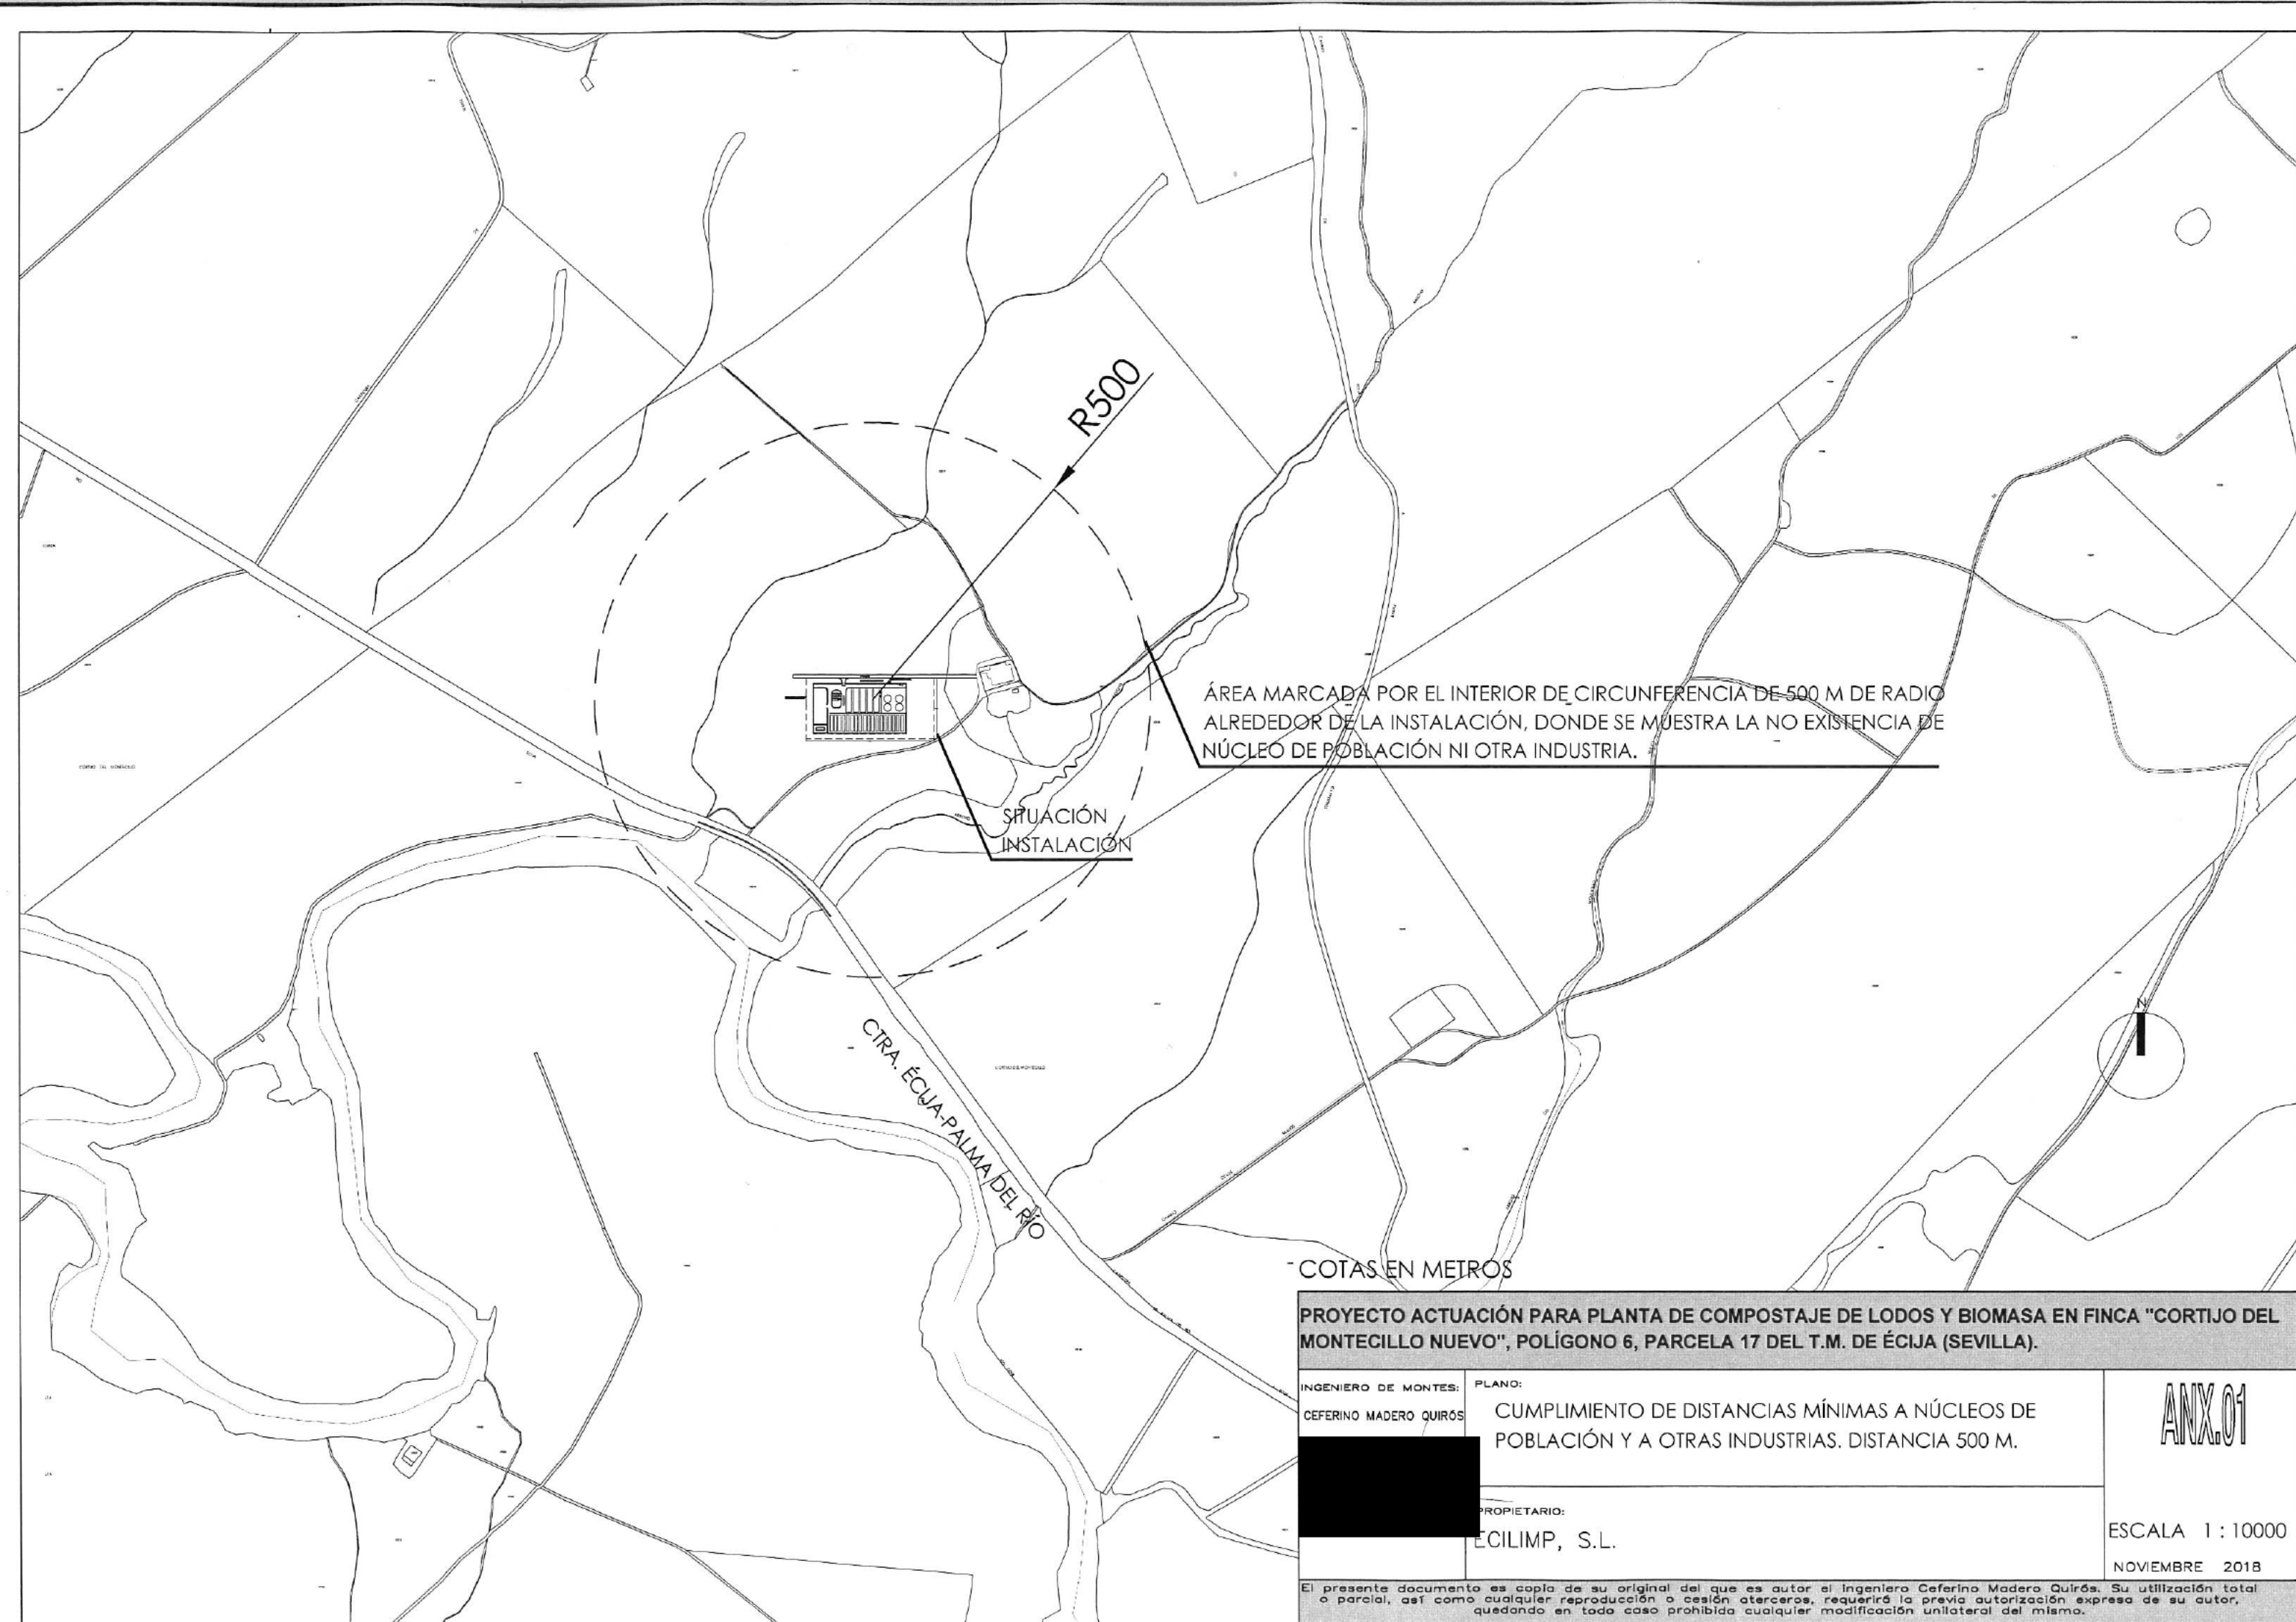 R500
ÁREA MARCADA POR EL INTERIOR DE CIRCUNFERENCIA DE 500 M DE RADIO
ALREDEDOR DE LA INSTALACIÓN, DONDE SE MUESTRA LA NO EXISTENCIA DE
NÚCLEO DE POBLACIÓN NI OTRA INDUSTRIA.
SITUACIÓN
INSTALACIÓN
N
CTRA. ÉCIJA-PALMA DEL RÍO
COTAS EN METROS
PROYECTO ACTUACIÓN PARA PLANTA DE COMPOSTAJE DE LODOS Y BIOMASA EN FINCA "CORTIJO DEL
MONTECILLO NUEVO", POLÍGONO 6, PARCELA 17 DEL T.M. DE ÉCIJA (SEVILLA).
INGENIERO DE MONTES:
CEFERINO MADERO QUIRÓS
PLANO:
CUMPLIMIENTO DE DISTANCIAS MÍNIMAS A NÚCLEOS DE
POBLACIÓN Y A OTRAS INDUSTRIAS. DISTANCIA 500 M.
ANX.01
PROPIETARIO:
ECILIMP, S.L.
ESCALA 1:10000
NOVIEMBRE 2018
El presente documento es copia de su original del que es autor el Ingeniero Ceferino Madero Quirós. Su utilización total
o parcial, así como cualquier reproducción o cesión aterceros, requerirá la previa autorización expresa de su autor,
quedando en todo caso prohibida cualquier modificación unilateral del mismo.